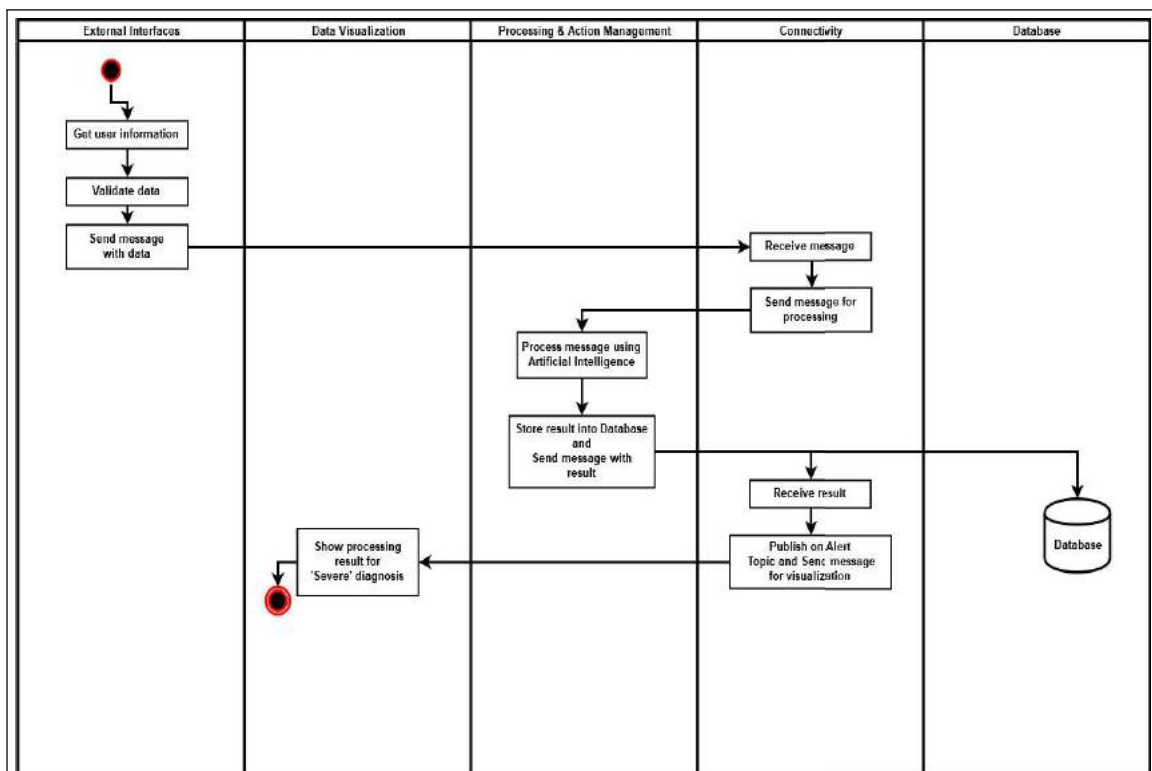 External Interfaces
Data Visualization
Processing & Action Management
Connectivity
Database
Get user information
Validate data
Send message
with data
Receive message
Send message for
processing
Process message using
Artificial Intelligence
Store result into Database
and
Send message with
result
Receive result
Publish on Alert
Topic and Send message
for visualization
Database
Show processing
result for
'Severe' diagnosis